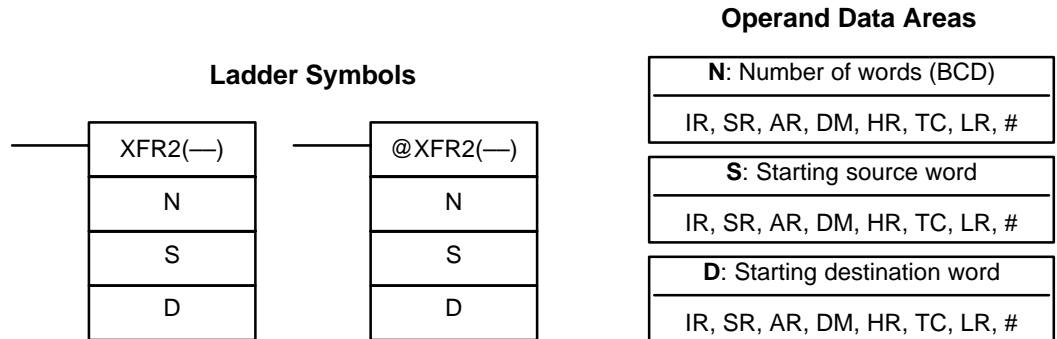 Ladder Symbols
XFR2(—)
N
S
D
@XFR2(—)
N
S
D
Operand Data Areas
N: Number of words (BCD)
IR, SR, AR, DM, HR, TC, LR, #
S: Starting source word
IR, SR, AR, DM, HR, TC, LR, #
D: Starting destination word
IR, SR, AR, DM, HR, TC, LR, #